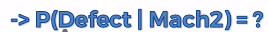 -> P(Defect | Mach2) = ?